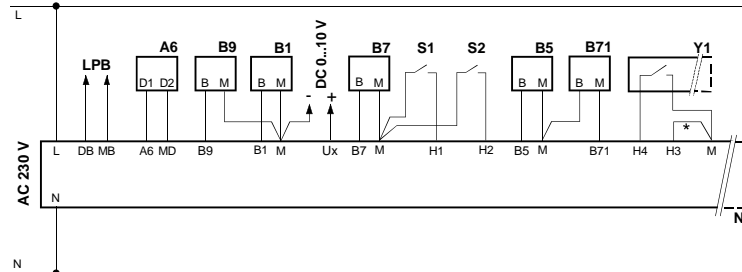 L
A6 B9 B1 DC 0...10 V B7 S1 S2 B5 B71 Y1
LPB
D1 D2 B M B M B M B M B M
- +
*
L DB MB A6 MD B9 B1 M Ux B7 M H1 H2 B5 M B71 H4 H3 M
AC 230 V
N
N
N